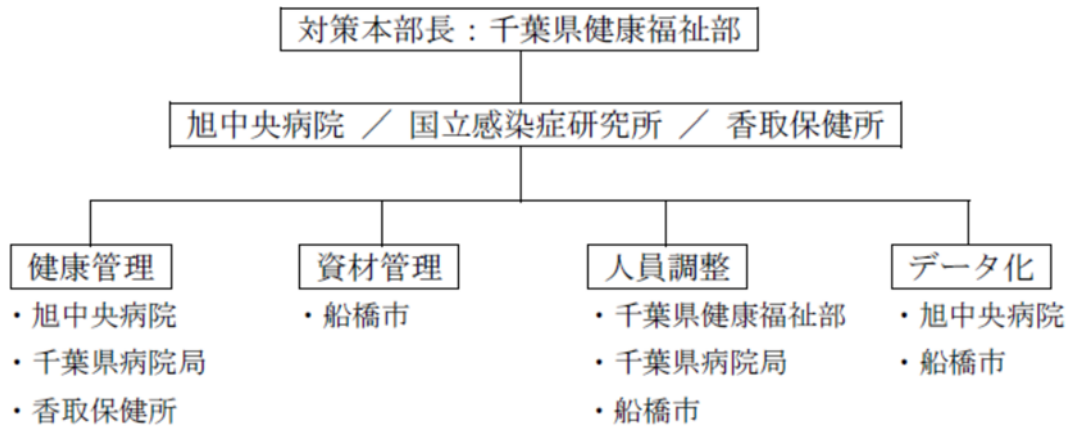 対策本部長：千葉県健康福祉部
旭中央病院 ／ 国立感染症研究所 ／ 香取保健所
健康管理
・旭中央病院
・千葉県病院局
・香取保健所
資材管理
・船橋市
人員調整
・千葉県健康福祉部
・千葉県病院局
・船橋市
データ化
・旭中央病院
・船橋市